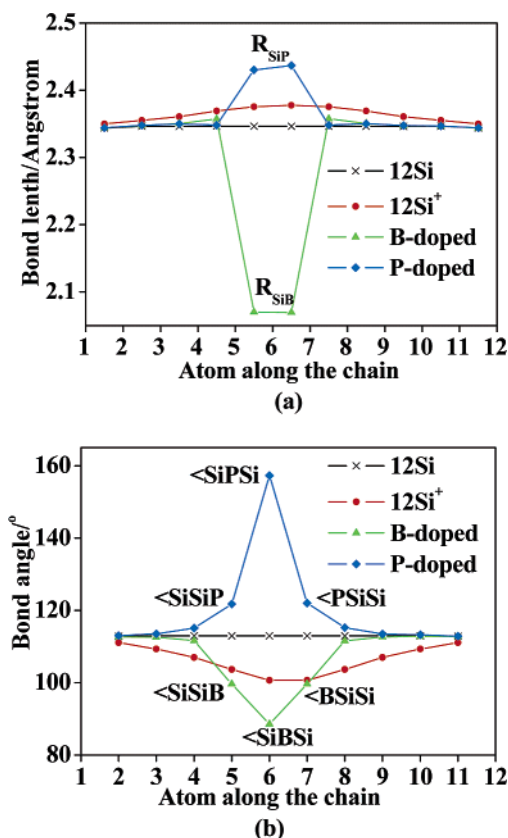 2.5
2.4
2.3
2.2
2.1
Bond lenth/Angstrom
R_SiP
12Si
12Si⁺
B-doped
P-doped
R_SiB
1 2 3 4 5 6 7 8 9 10 11 12
Atom along the chain
(a)
160
140
120
100
80
Bond angle/°
<SiPSi
12Si
12Si⁺
B-doped
P-doped
<SiSiP
<PSiSi
<SiSiB
<BSiSi
<SiBSi
1 2 3 4 5 6 7 8 9 10 11 12
Atom along the chain
(b)